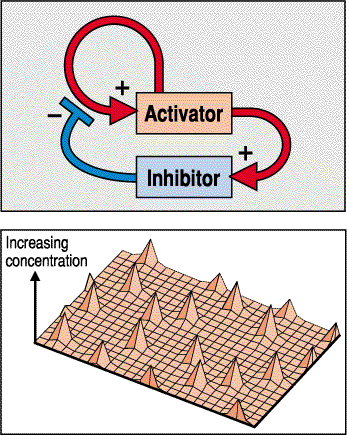 +
Activator
−
+
Inhibitor
Increasing
concentration